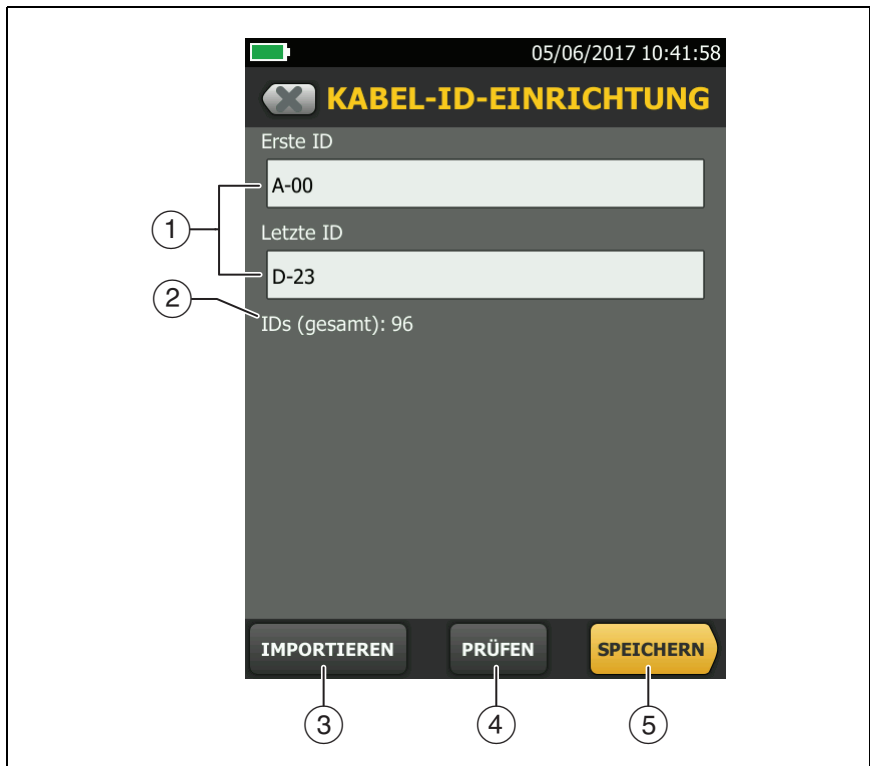 05/06/2017 10:41:58
KABEL-ID-EINRICHTUNG
Erste ID
A-00
1
Letzte ID
D-23
2
IDs (gesamt): 96
IMPORTIEREN PRÜFEN SPEICHERN
3 4 5